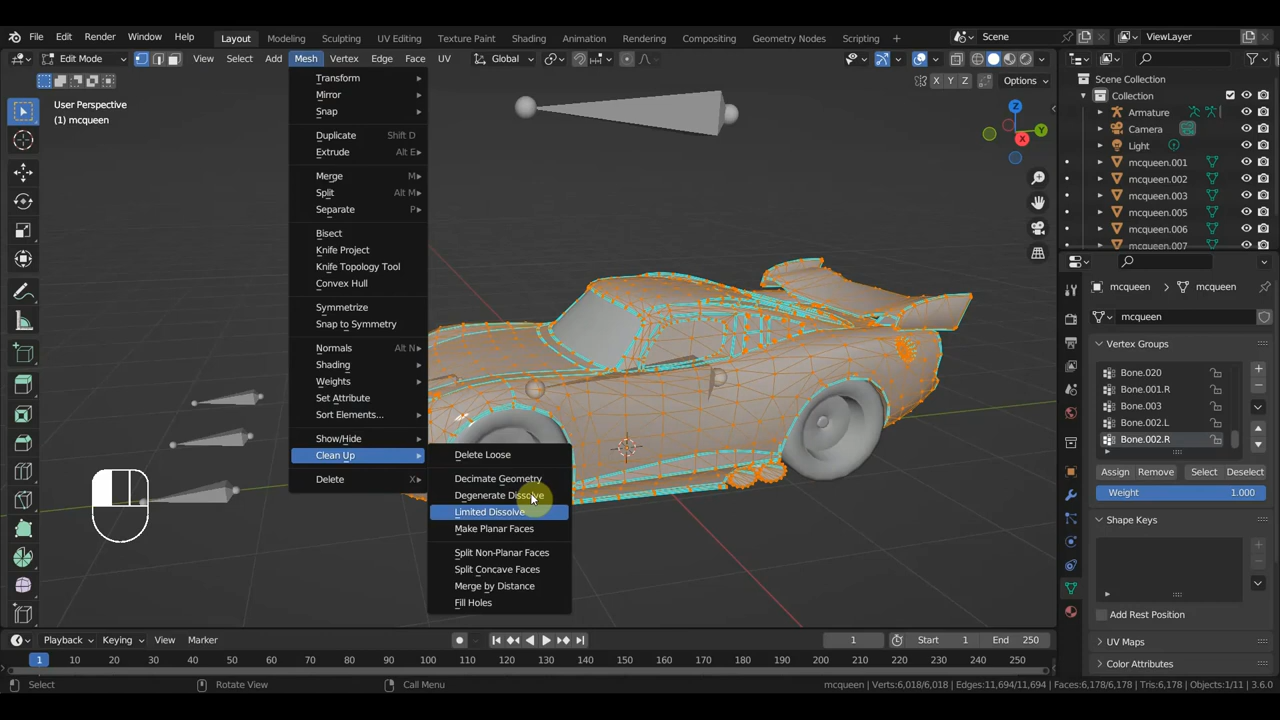 File Edit Render Window Help Layout Modeling Sculpting UV Editing Texture Paint Shading Animation Rendering Compositing Geometry Nodes Scripting + Scene ViewLayer
Edit Mode View Select Add Mesh Vertex Edge Face UV Global
X Y Z Options
User Perspective
(1) mcqueen
Transform
Mirror
Snap
Duplicate Shift D
Extrude Alt E
Merge M
Split Alt M
Separate P
Bisect
Knife Project
Knife Topology Tool
Convex Hull
Symmetrize
Snap to Symmetry
Normals Alt N
Shading
Weights
Set Attribute
Sort Elements...
Show/Hide
Clean Up
Delete X
Delete Loose
Decimate Geometry
Degenerate Dissolve
Limited Dissolve
Make Planar Faces
Split Non-Planar Faces
Split Concave Faces
Merge by Distance
Fill Holes
Z
Y
X
Scene Collection
Collection
Armature
Camera
Light
mcqueen.001
mcqueen.002
mcqueen.003
mcqueen.005
mcqueen.006
mcqueen.007
mcqueen mcqueen
mcqueen
Vertex Groups
Bone.020
Bone.001.R
Bone.003
Bone.002.L
Bone.002.R
Assign Remove Select Deselect
Weight 1.000
Shape Keys
Add Rest Position
UV Maps
Color Attributes
Playback Keying View Marker 1 Start 1 End 250
1 10 20 30 40 50 60 70 80 90 100 110 120 130 140 150 160 170 180 190 200 210 220 230 240 250
Select Rotate View Call Menu mcqueen | Verts:6,018/6,018 | Edges:11,694/11,694 | Faces:6,178/6,178 | Tris:6,178 | Objects:1/11 | 3.6.0